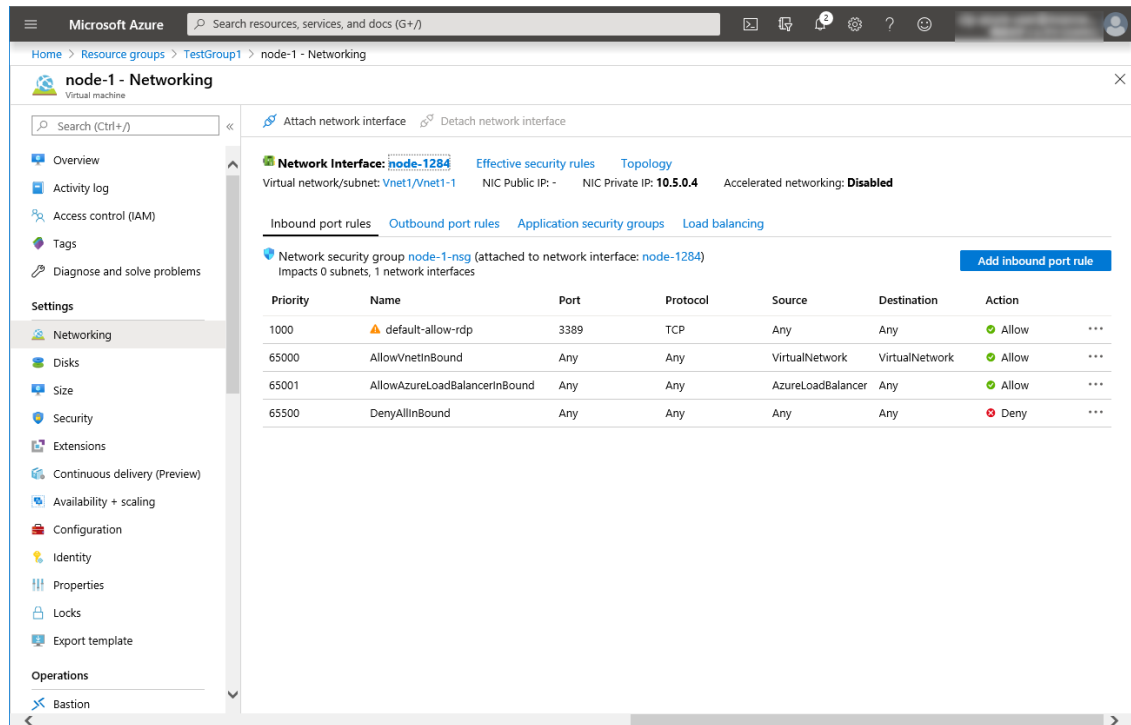 Microsoft Azure
Search resources, services, and docs (G+/)
2
Home > Resource groups > TestGroup1 > node-1 - Networking
node-1 - Networking
Virtual machine
Search (Ctrl+/)
«
Overview
Activity log
Access control (IAM)
Tags
Diagnose and solve problems
Settings
Networking
Disks
Size
Security
Extensions
Continuous delivery (Preview)
Availability + scaling
Configuration
Identity
Properties
Locks
Export template
Operations
Bastion
Attach network interface Detach network interface
Network Interface: node-1284 Effective security rules Topology
Virtual network/subnet: Vnet1/Vnet1-1 NIC Public IP: - NIC Private IP: 10.5.0.4 Accelerated networking: Disabled
Inbound port rules Outbound port rules Application security groups Load balancing
Network security group node-1-nsg (attached to network interface: node-1284)
Impacts 0 subnets, 1 network interfaces
Add inbound port rule
Priority Name Port Protocol Source Destination Action
1000 default-allow-rdp 3389 TCP Any Any Allow
65000 AllowVnetInBound Any Any VirtualNetwork VirtualNetwork Allow
65001 AllowAzureLoadBalancerInBound Any Any AzureLoadBalancer Any Allow
65500 DenyAllInBound Any Any Any Any Deny